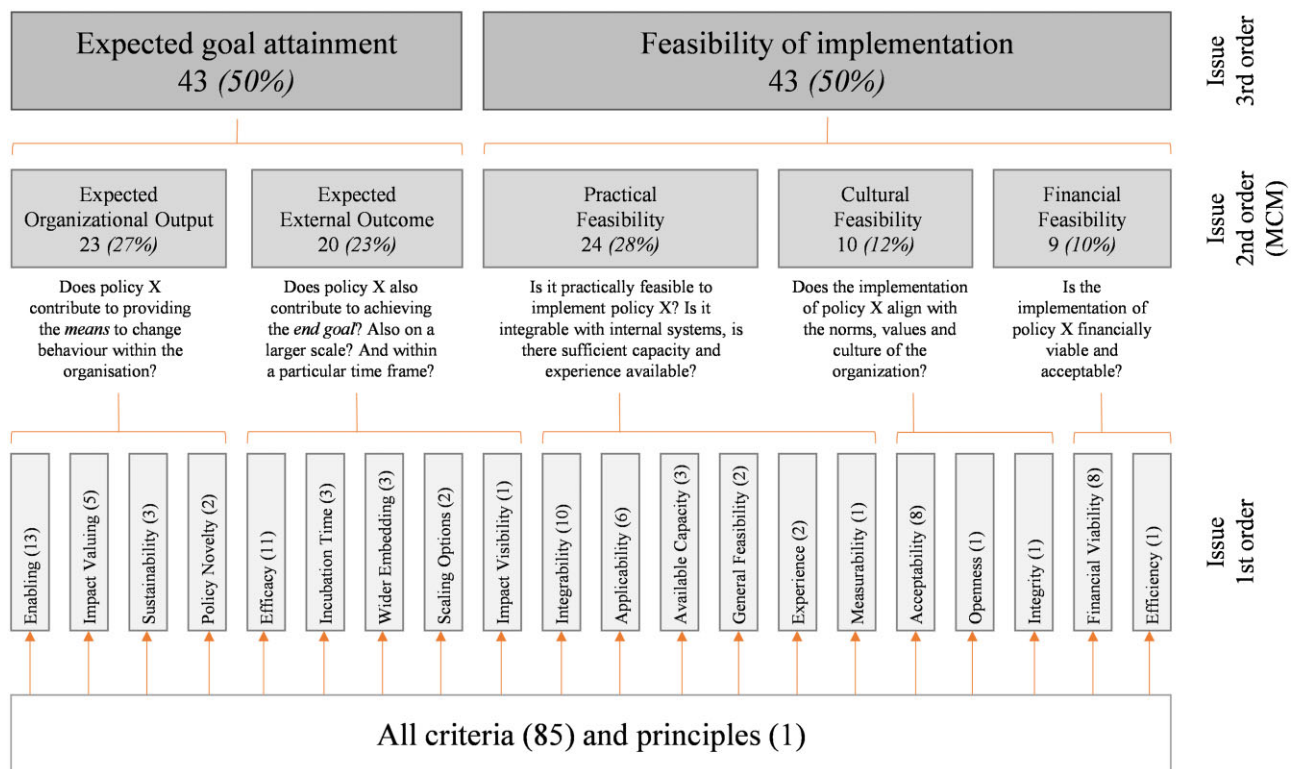 Expected goal attainment
43 (50%)
Feasibility of implementation
43 (50%)
Issue
3rd order
Expected
Organizational Output
23 (27%)
Expected
External Outcome
20 (23%)
Practical
Feasibility
24 (28%)
Cultural
Feasibility
10 (12%)
Financial
Feasibility
9 (10%)
Issue
2nd order
(MCM)
Does policy X
contribute to providing
the means to change
behaviour within the
organisation?
Does policy X also
contribute to achieving
the end goal? Also on a
larger scale? And within
a particular time frame?
Is it practically feasible to
implement policy X? Is it
integrable with internal systems, is
there sufficient capacity and
experience available?
Does the implementation
of policy X align with
the norms, values and
culture of the
organization?
Is the
implementation of
policy X financially
viable and
acceptable?
Enabling (13)
Impact Valuing (5)
Sustainability (3)
Policy Novelty (2)
Efficacy (11)
Incubation Time (3)
Wider Embedding (3)
Scaling Options (2)
Impact Visibility (1)
Integrability (10)
Applicability (6)
Available Capacity (3)
General Feasibility (2)
Experience (2)
Measurability (1)
Acceptability (8)
Openness (1)
Integrity (1)
Financial Viability (8)
Efficiency (1)
Issue
1st order
All criteria (85) and principles (1)